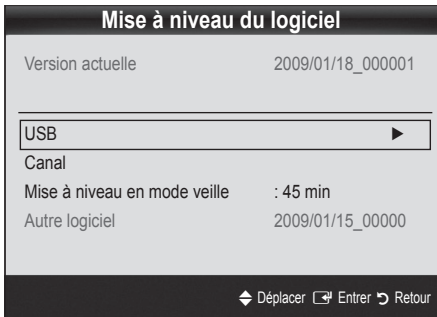 Mise à niveau du logiciel
Version actuelle 2009/01/18_000001
USB ►
Canal
Mise à niveau en mode veille : 45 min
Autre logiciel 2009/01/15_00000
Déplacer Entrer Retour